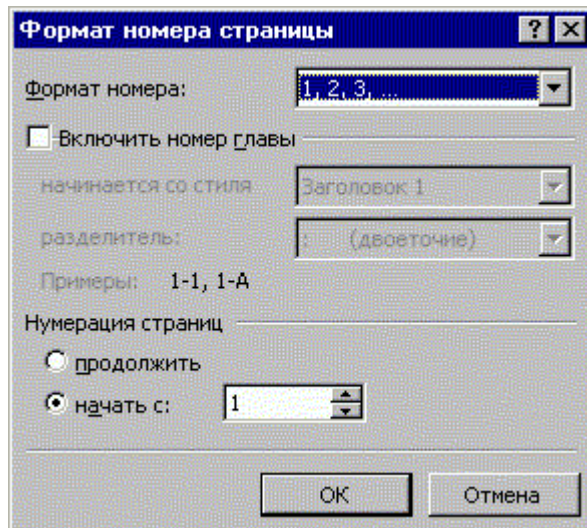 Формат номера страницы
Формат номера: 1, 2, 3, ...
Включить номер главы
начинается со стиля Заголовок 1
разделитель: : (двоеточие)
Примеры: 1-1, 1-A
Нумерация страниц
продолжить
начать с: 1
ОК Отмена